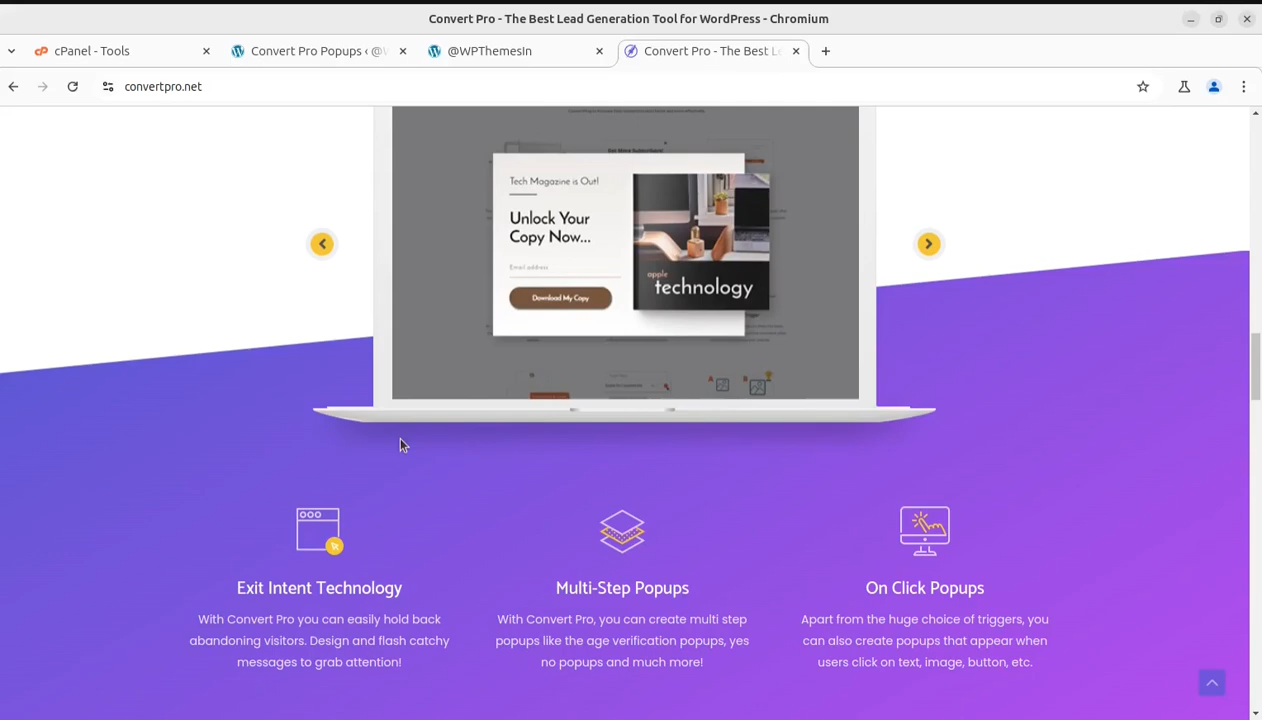 Convert Pro - The Best Lead Generation Tool for WordPress - Chromium
cPanel - Tools
Convert Pro Popups ‹ @W
@WPThemesIn
Convert Pro - The Best Le
convertpro.net
Tech Magazine is Out!
Unlock Your
Copy Now...
Email address
Download My Copy
apple
technology
Exit Intent Technology
With Convert Pro you can easily hold back
abandoning visitors. Design and flash catchy
messages to grab attention!
Multi-Step Popups
With Convert Pro, you can create multi step
popups like the age verification popups, yes
no popups and much more!
On Click Popups
Apart from the huge choice of triggers, you
can also create popups that appear when
users click on text, image, button, etc.